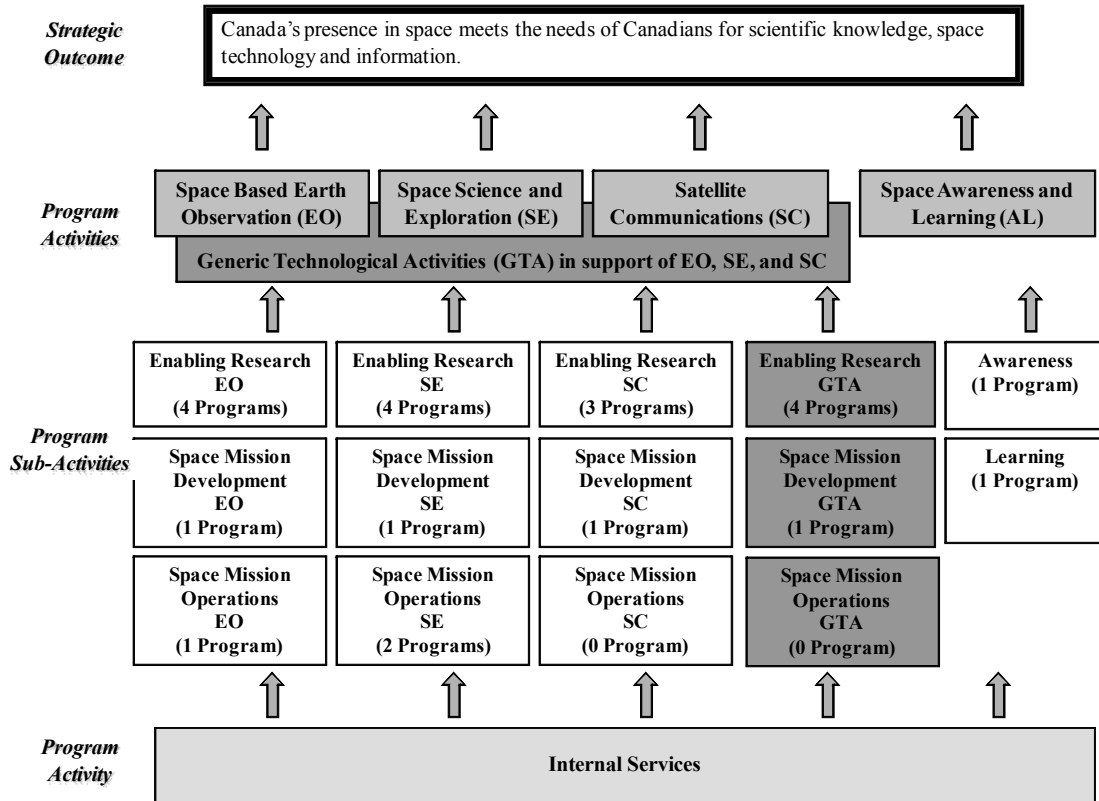 Strategic
Outcome
Canada's presence in space meets the needs of Canadians for scientific knowledge, space
technology and information.
Program
Activities
Space Based Earth
Observation (EO)
Space Science and
Exploration (SE)
Satellite
Communications (SC)
Space Awareness and
Learning (AL)
Generic Technological Activities (GTA) in support of EO, SE, and SC
Program
Sub-Activities
Enabling Research
EO
(4 Programs)
Enabling Research
SE
(4 Programs)
Enabling Research
SC
(3 Programs)
Enabling Research
GTA
(4 Programs)
Awareness
(1 Program)
Space Mission
Development
EO
(1 Program)
Space Mission
Development
SE
(1 Program)
Space Mission
Development
SC
(1 Program)
Space Mission
Development
GTA
(1 Program)
Learning
(1 Program)
Space Mission
Operations
EO
(1 Program)
Space Mission
Operations
SE
(2 Programs)
Space Mission
Operations
SC
(0 Program)
Space Mission
Operations
GTA
(0 Program)
Program
Activity
Internal Services